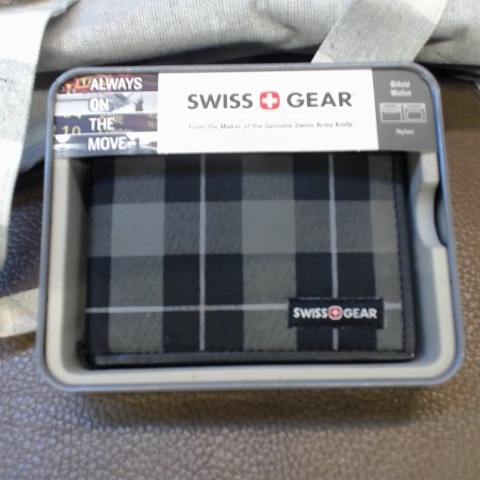 ALWAYS
ON
THE
MOVE
SWISS GEAR
From the Maker of the Genuine Swiss Army Knife
Bifold
Wallet
Nylon
SWISS GEAR